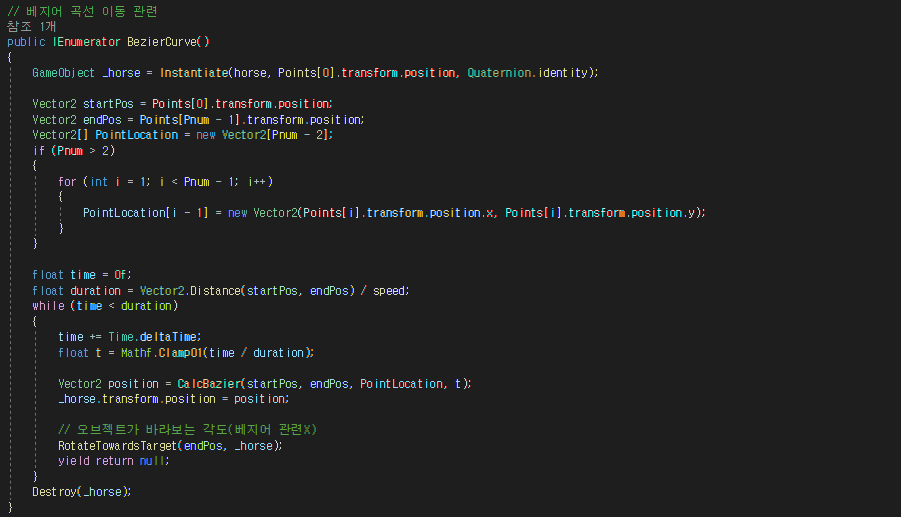 // 베지어 곡선 이동 관련
참조 1개
public IEnumerator BezierCurve()
{
GameObject _horse = Instantiate(horse, Points[0].transform.position, Quaternion.identity);
Vector2 startPos = Points[0].transform.position;
Vector2 endPos = Points[Pnum - 1].transform.position;
Vector2[] PointLocation = new Vector2[Pnum - 2];
if (Pnum > 2)
{
for (int i = 1; i < Pnum - 1; i++)
{
PointLocation[i - 1] = new Vector2(Points[i].transform.position.x, Points[i].transform.position.y);
}
}
float time = 0f;
float duration = Vector2.Distance(startPos, endPos) / speed;
while (time < duration)
{
time += Time.deltaTime;
float t = Mathf.Clamp01(time / duration);
Vector2 position = CalcBazier(startPos, endPos, PointLocation, t);
_horse.transform.position = position;
// 오브젝트가 바라보는 각도(베지어 관련X)
RotateTowardsTarget(endPos, _horse);
yield return null;
}
Destroy(_horse);
}